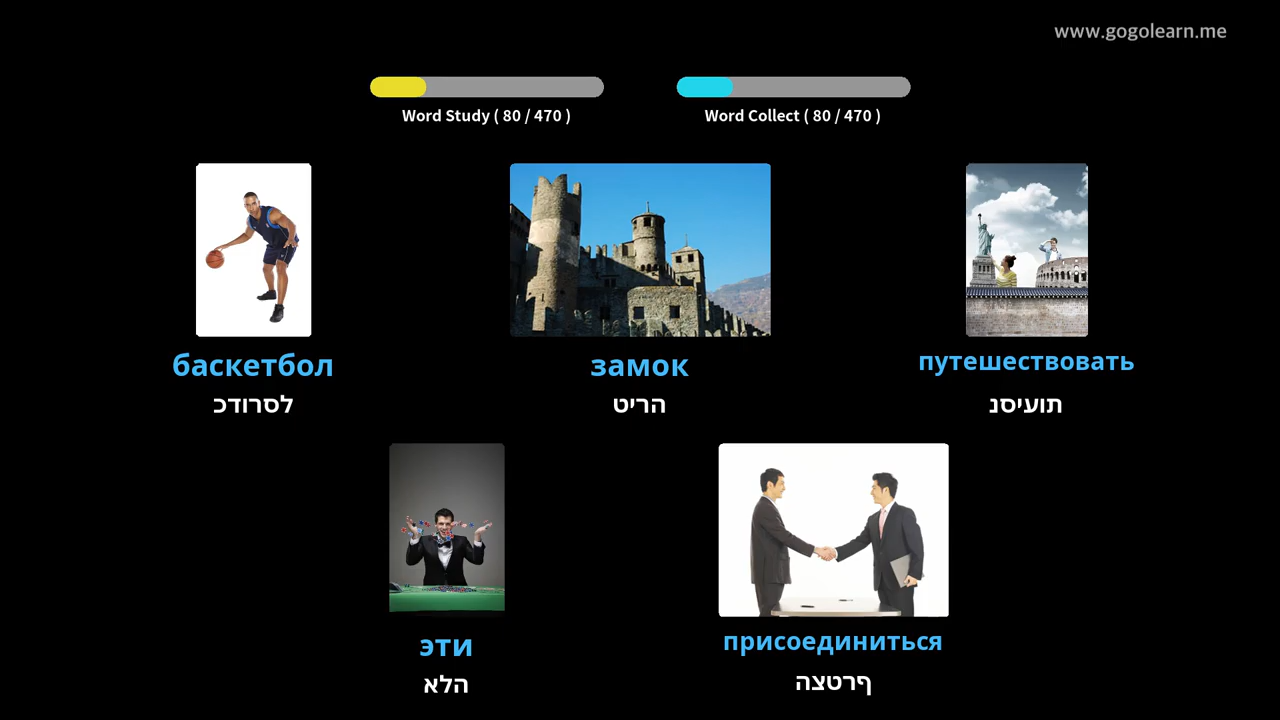 www.gogolearn.me
Word Study ( 80 / 470 )
Word Collect ( 80 / 470 )
баскетбол
כדורסל
замок
טירה
путешествовать
נסיעות
эти
אלה
присоединиться
הצטרף